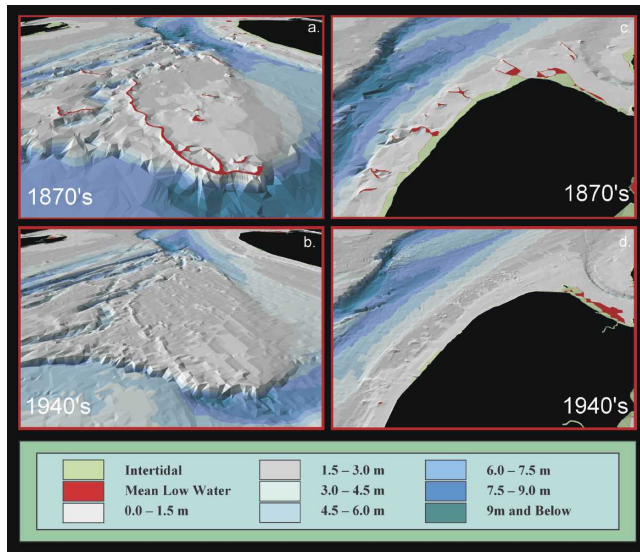 a.
1870's
c.
1870's
b.
1940's
d.
1940's
Intertidal
Mean Low Water
0.0 – 1.5 m
1.5 – 3.0 m
3.0 – 4.5 m
4.5 – 6.0 m
6.0 – 7.5 m
7.5 – 9.0 m
9m and Below